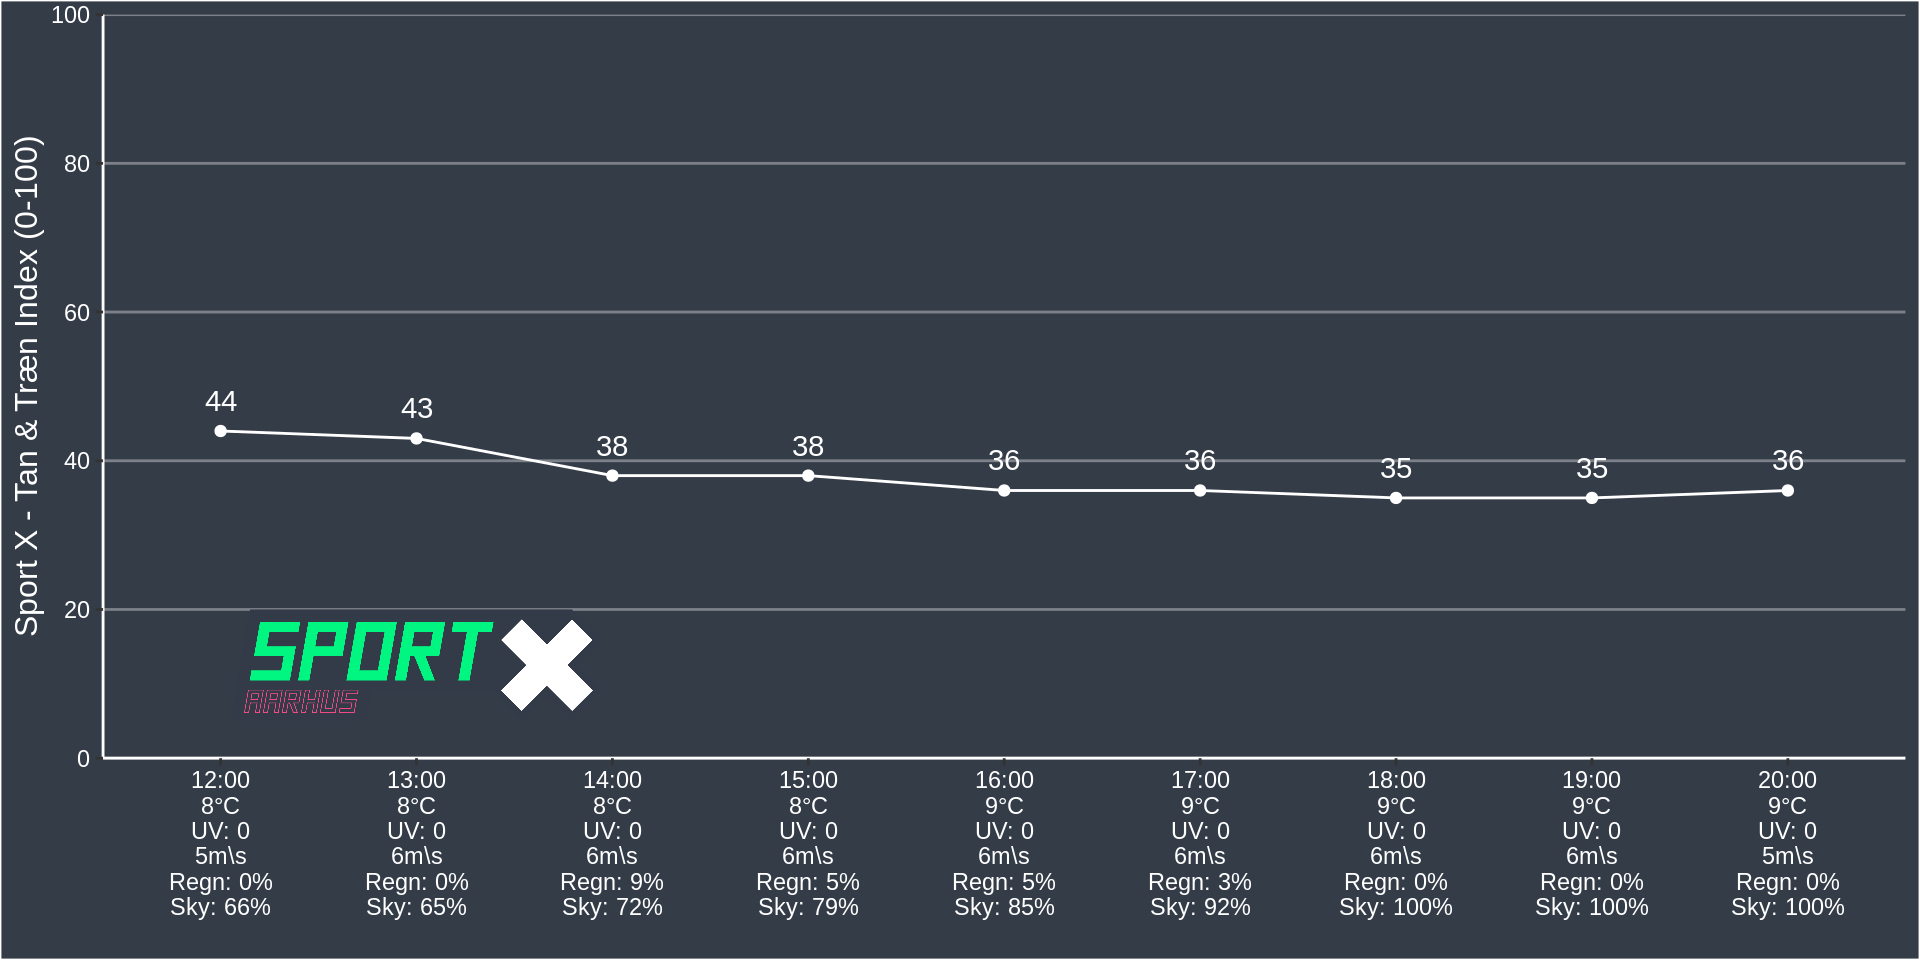 Sport X - Tan & Træn Index (0-100)
100
80
60
40
20
0
44
43
38
38
36
36
35
35
36
SPORT X
AARHUS
12:00 13:00 14:00 15:00 16:00 17:00 18:00 19:00 20:00
8°C 8°C 8°C 8°C 9°C 9°C 9°C 9°C 9°C
UV: 0 UV: 0 UV: 0 UV: 0 UV: 0 UV: 0 UV: 0 UV: 0 UV: 0
5m\s 6m\s 6m\s 6m\s 6m\s 6m\s 6m\s 6m\s 5m\s
Regn: 0% Regn: 0% Regn: 9% Regn: 5% Regn: 5% Regn: 3% Regn: 0% Regn: 0% Regn: 0%
Sky: 66% Sky: 65% Sky: 72% Sky: 79% Sky: 85% Sky: 92% Sky: 100% Sky: 100% Sky: 100%